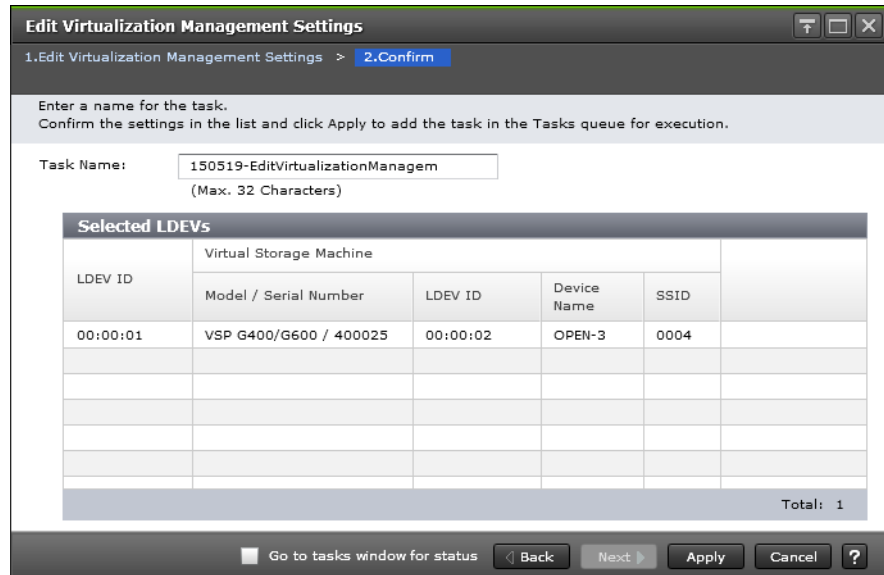 Edit Virtualization Management Settings
1.Edit Virtualization Management Settings > 2.Confirm
Enter a name for the task.
Confirm the settings in the list and click Apply to add the task in the Tasks queue for execution.
Task Name: 150519-EditVirtualizationManagem
(Max. 32 Characters)
Selected LDEVs
LDEV ID
Virtual Storage Machine
Model / Serial Number LDEV ID Device Name SSID
00:00:01 VSP G400/G600 / 400025 00:00:02 OPEN-3 0004
Total: 1
Go to tasks window for status Back Next Apply Cancel ?